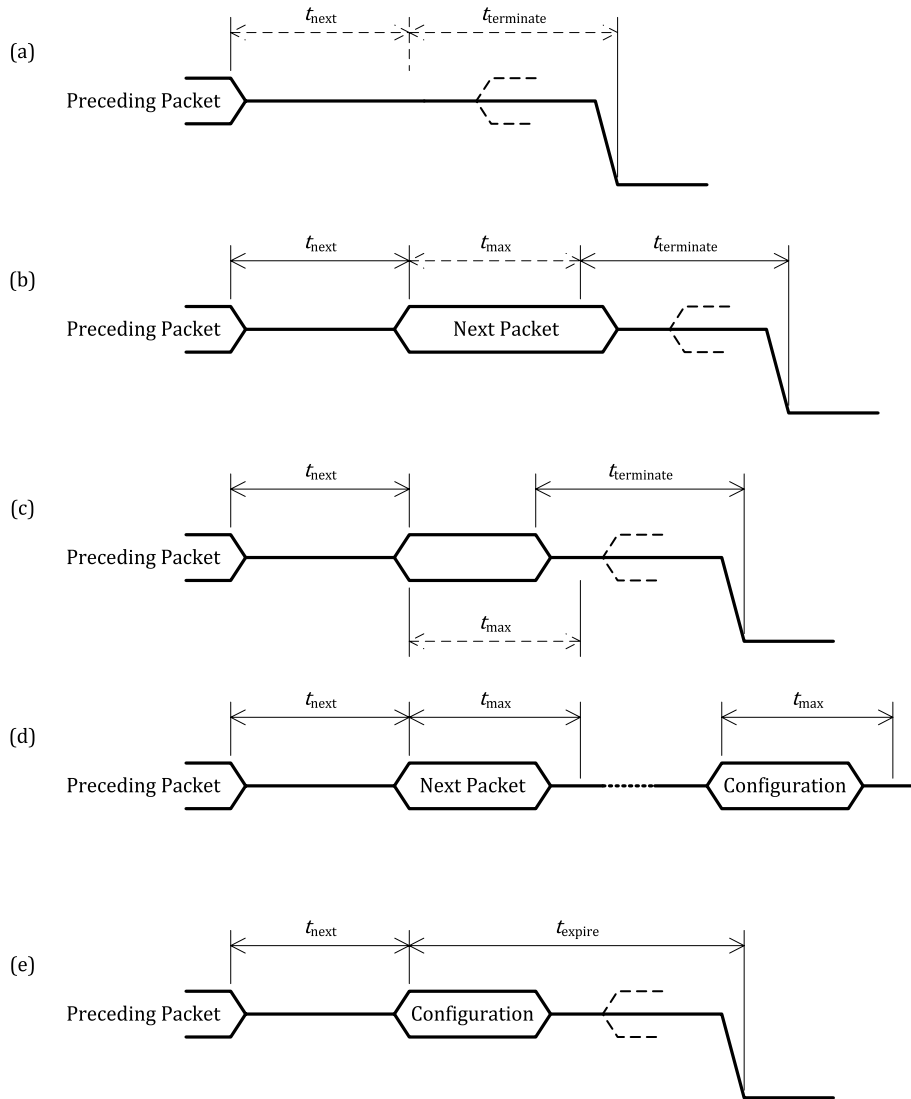 (a)
t_next t_terminate
Preceding Packet
(b)
t_next t_max t_terminate
Preceding Packet Next Packet
(c)
t_next t_terminate
Preceding Packet
t_max
(d)
t_next t_max t_max
Preceding Packet Next Packet Configuration
(e)
t_next t_expire
Preceding Packet Configuration